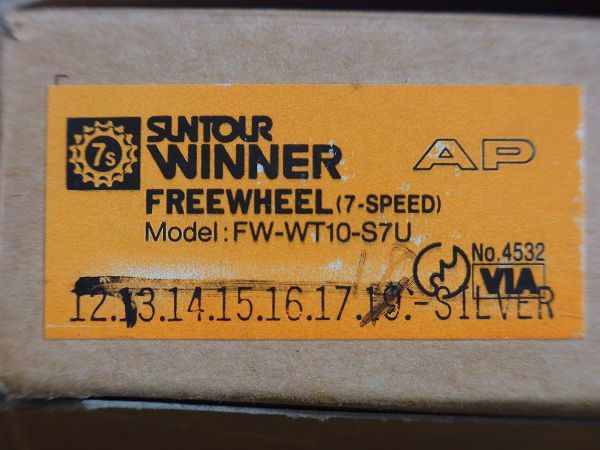 7s
SUNTOUR
WINNER
AP
FREEWHEEL (7-SPEED)
Model: FW-WT10-S7U
18
No.4532
VIA
12.13.14.15.16.17.19.-SILVER